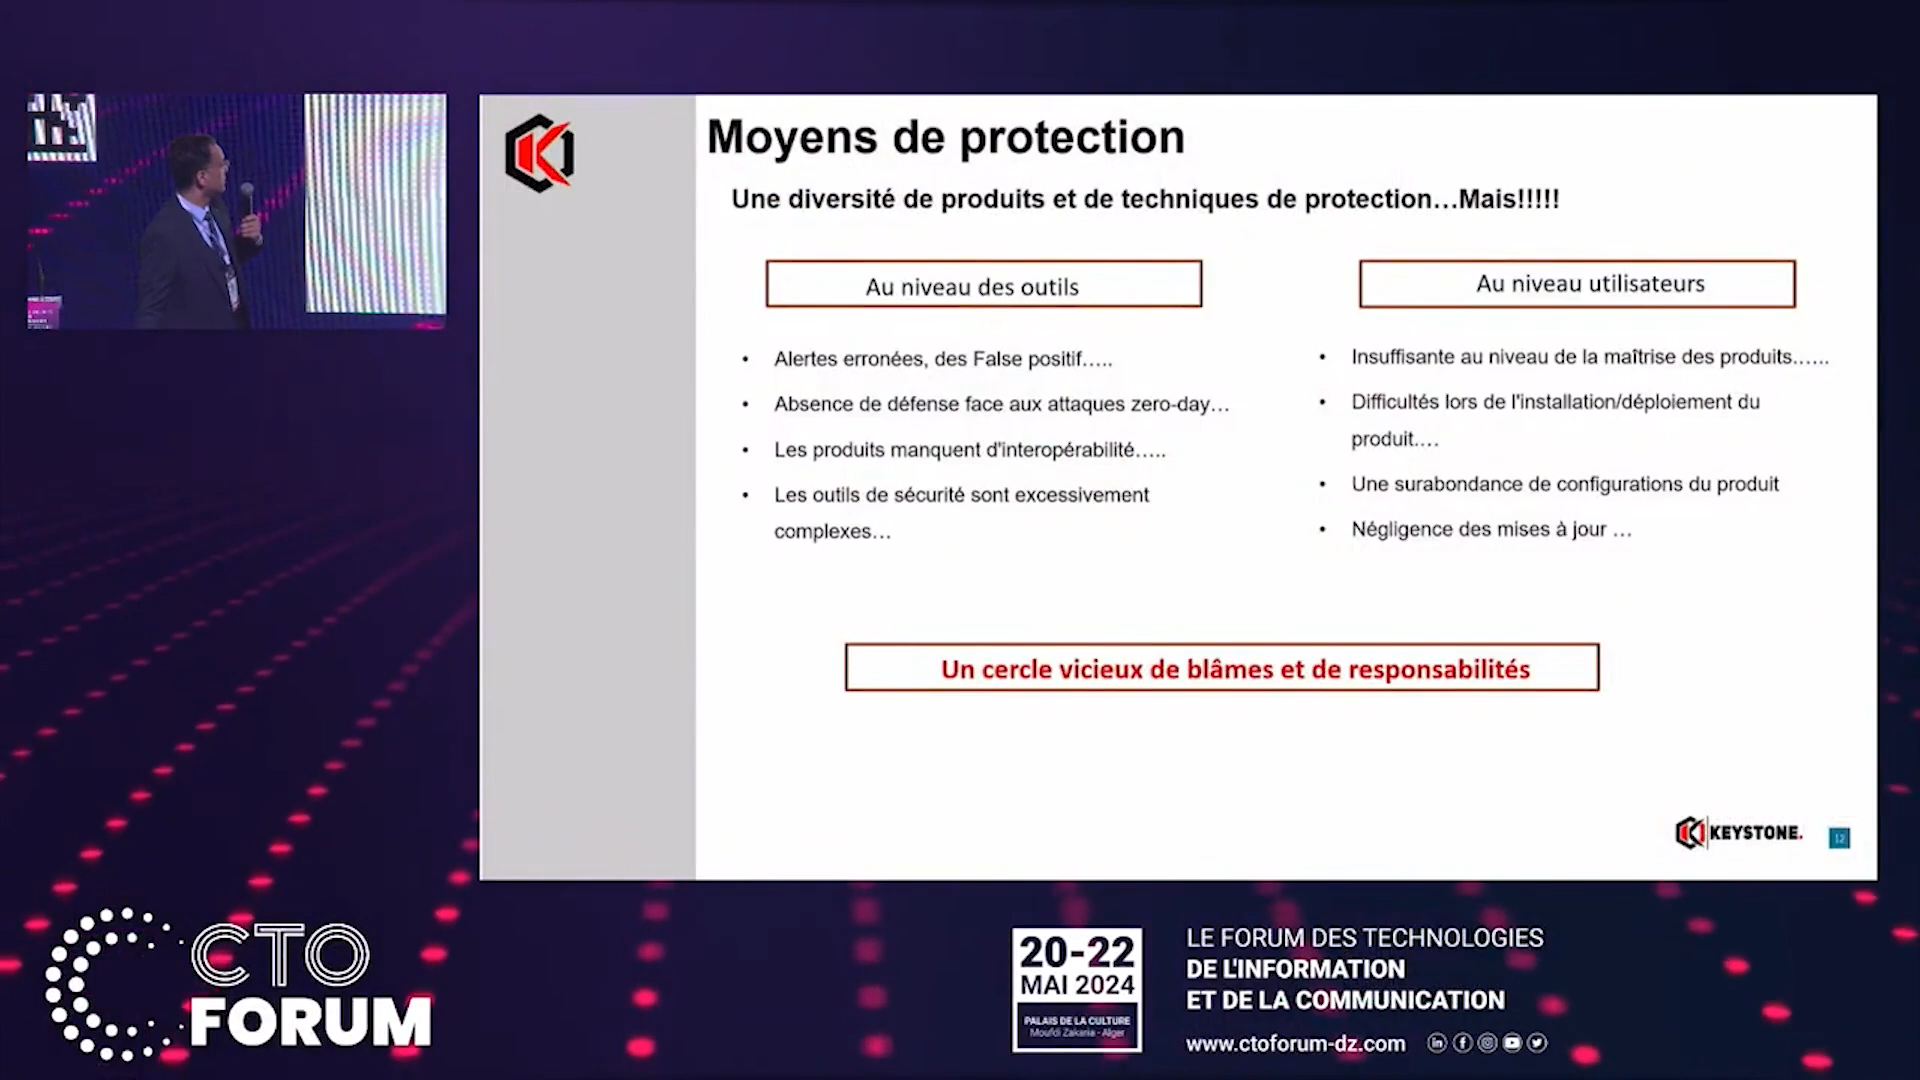 Moyens de protection
Une diversité de produits et de techniques de protection...Mais!!!!!
Au niveau des outils
• Alertes erronées, des False positif.....
• Absence de défense face aux attaques zero-day...
• Les produits manquent d'interopérabilité.....
• Les outils de sécurité sont excessivement
complexes...
Au niveau utilisateurs
• Insuffisante au niveau de la maîtrise des produits......
• Difficultés lors de l'installation/déploiement du
produit....
• Une surabondance de configurations du produit
• Négligence des mises à jour ...
Un cercle vicieux de blâmes et de responsabilités
KEYSTONE.
12
CTO
FORUM
20-22
MAI 2024
PALAIS DE LA CULTURE
Moufdi Zakaria - Alger
LE FORUM DES TECHNOLOGIES
DE L'INFORMATION
ET DE LA COMMUNICATION
www.ctoforum-dz.com